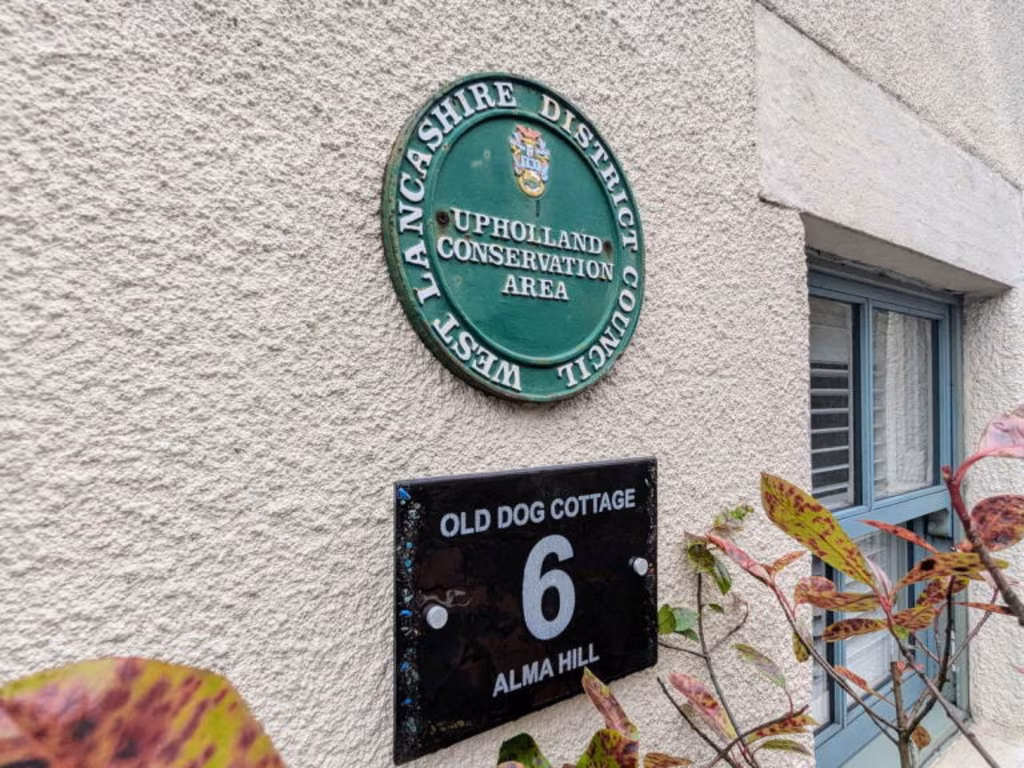 WEST LANCASHIRE DISTRICT COUNCIL
UPHOLLAND
CONSERVATION
AREA
OLD DOG COTTAGE
6
ALMA HILL